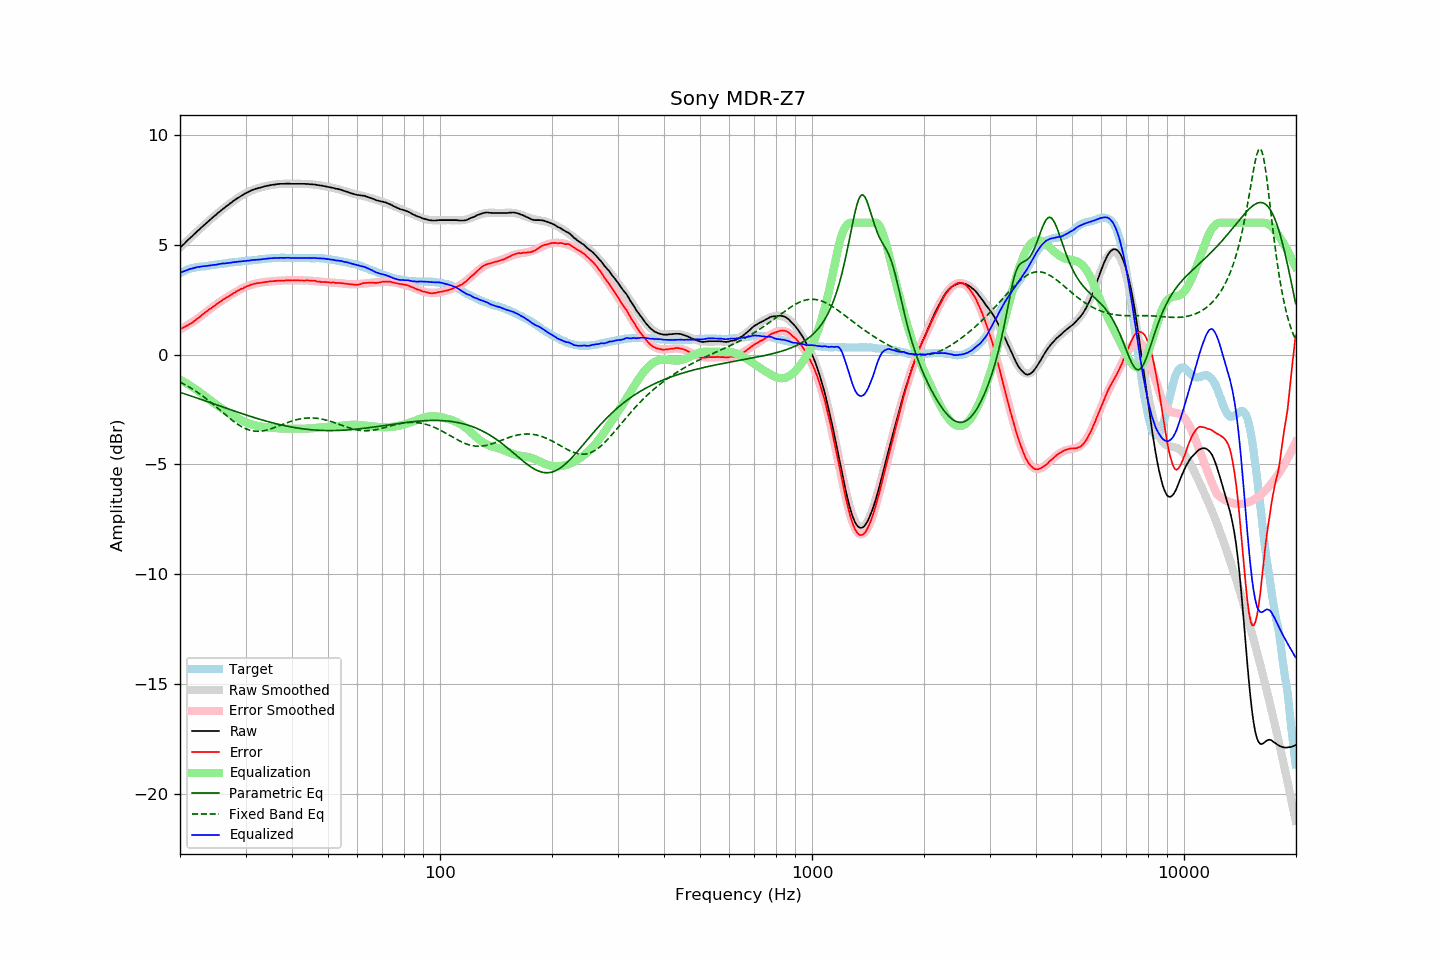 Sony MDR-Z7
10
5
0
−5
−10
−15
−20
Amplitude (dBr)
Target
Raw Smoothed
Error Smoothed
Raw
Error
Equalization
Parametric Eq
Fixed Band Eq
Equalized
100
1000
10000
Frequency (Hz)